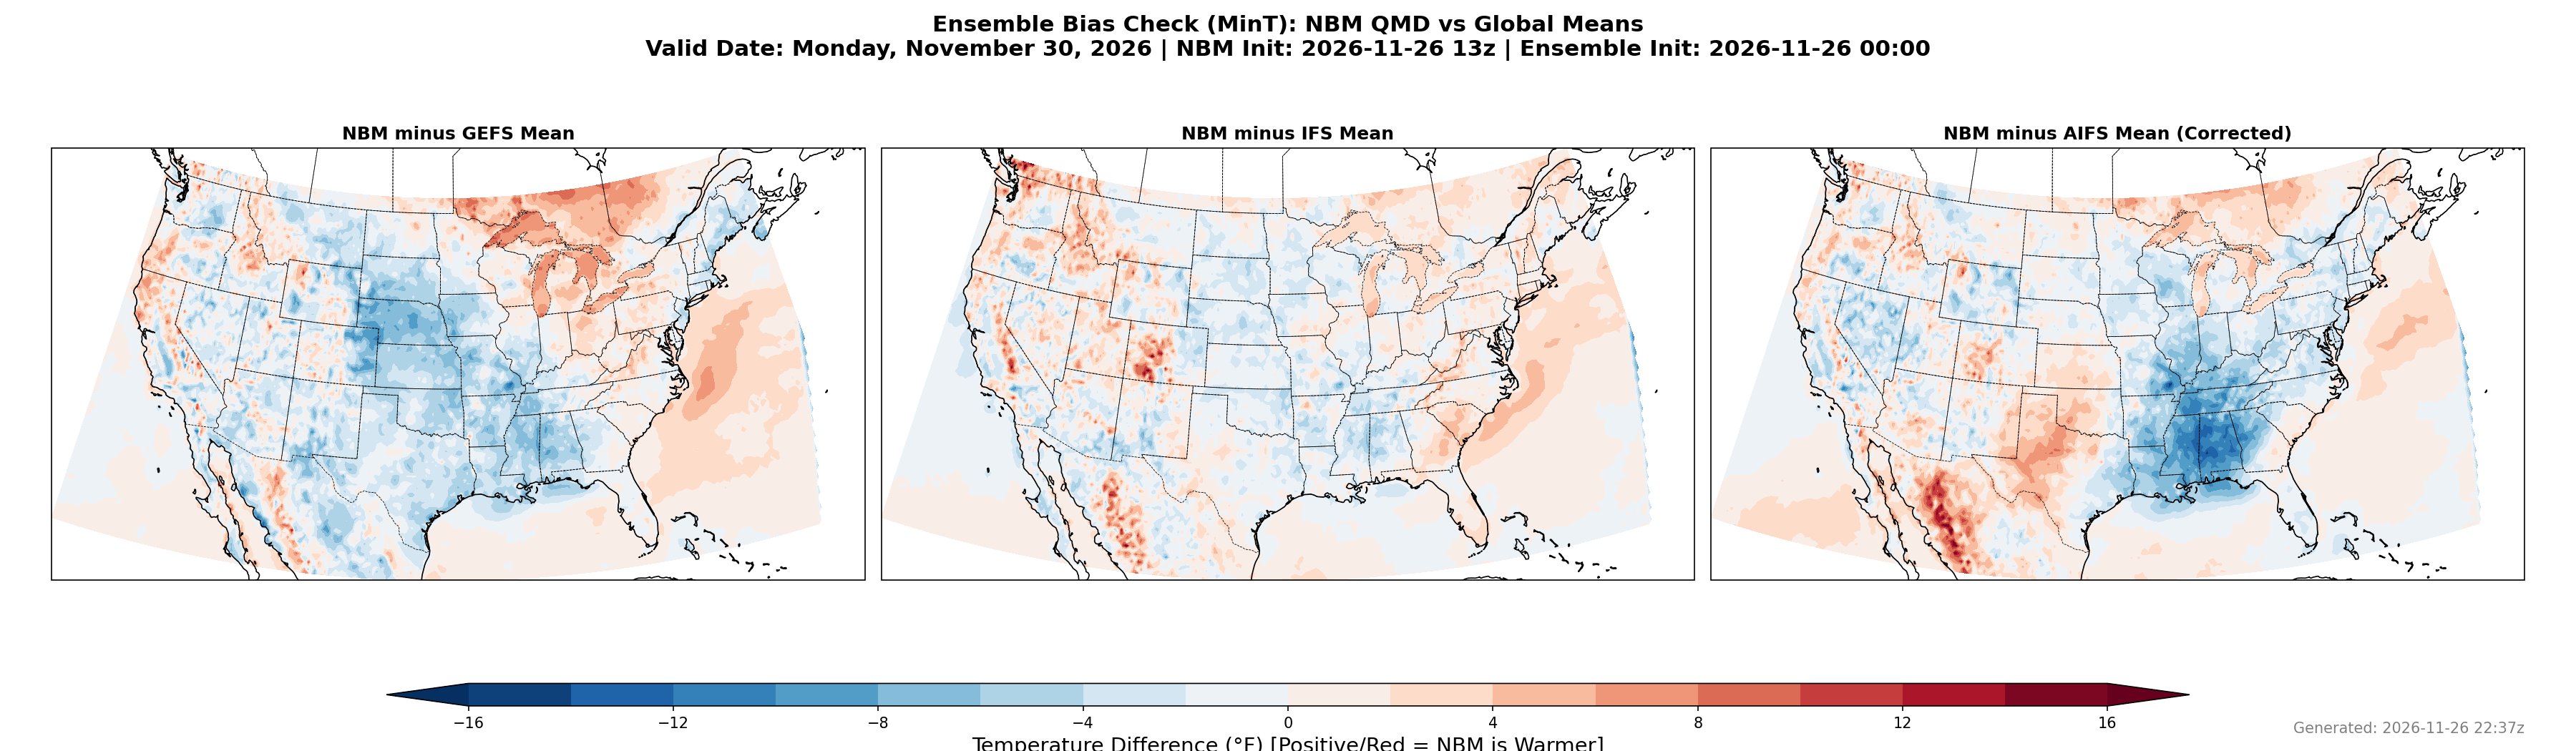 Ensemble Bias Check (MinT): NBM QMD vs Global Means
Valid Date: Monday, November 30, 2026 | NBM Init: 2026-11-26 13z | Ensemble Init: 2026-11-26 00:00
NBM minus GEFS Mean
NBM minus IFS Mean
NBM minus AIFS Mean (Corrected)
−16 −12 −8 −4 0 4 8 12 16
Temperature Difference (°F) [Positive/Red = NBM is Warmer]
Generated: 2026-11-26 22:37z